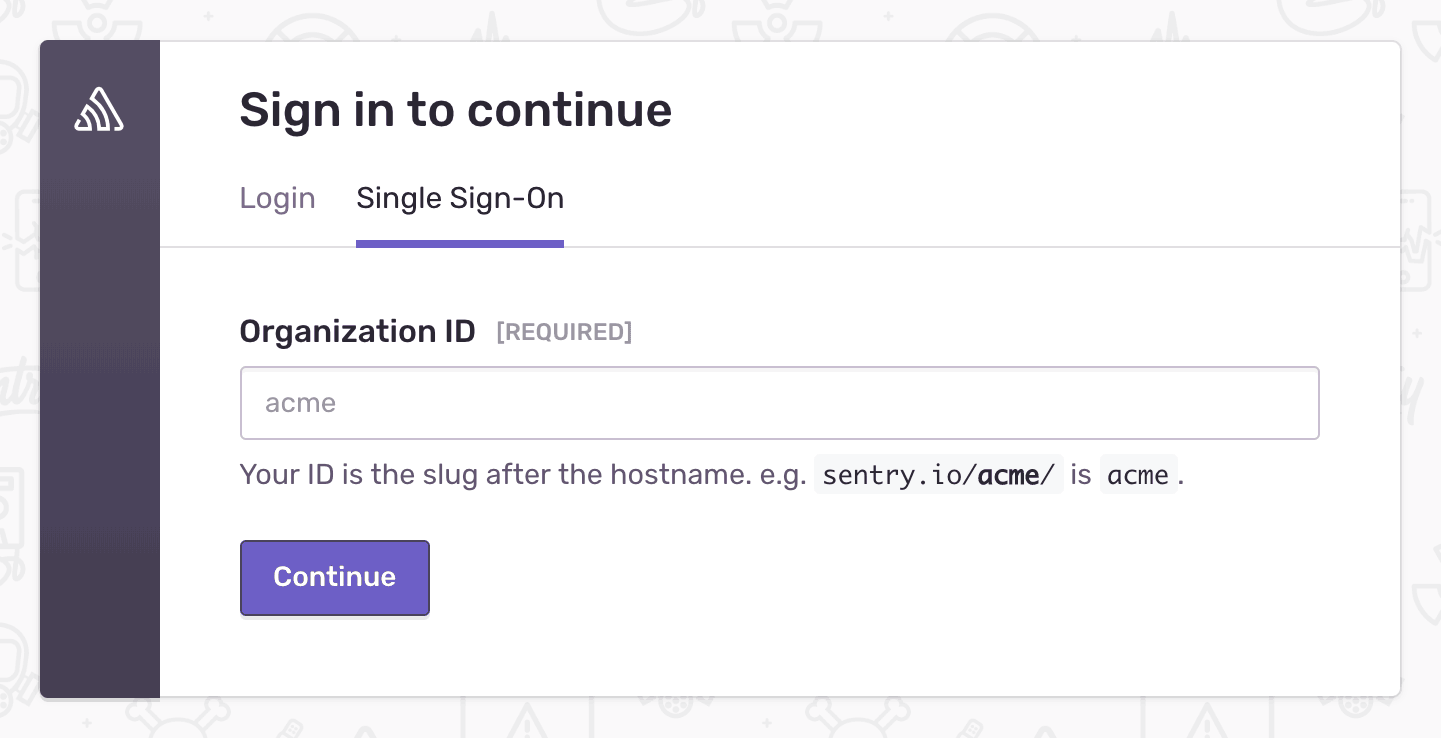 Sign in to continue
Login Single Sign-On
Organization ID [REQUIRED]
acme
Your ID is the slug after the hostname. e.g. sentry.io/acme/ is acme.
Continue